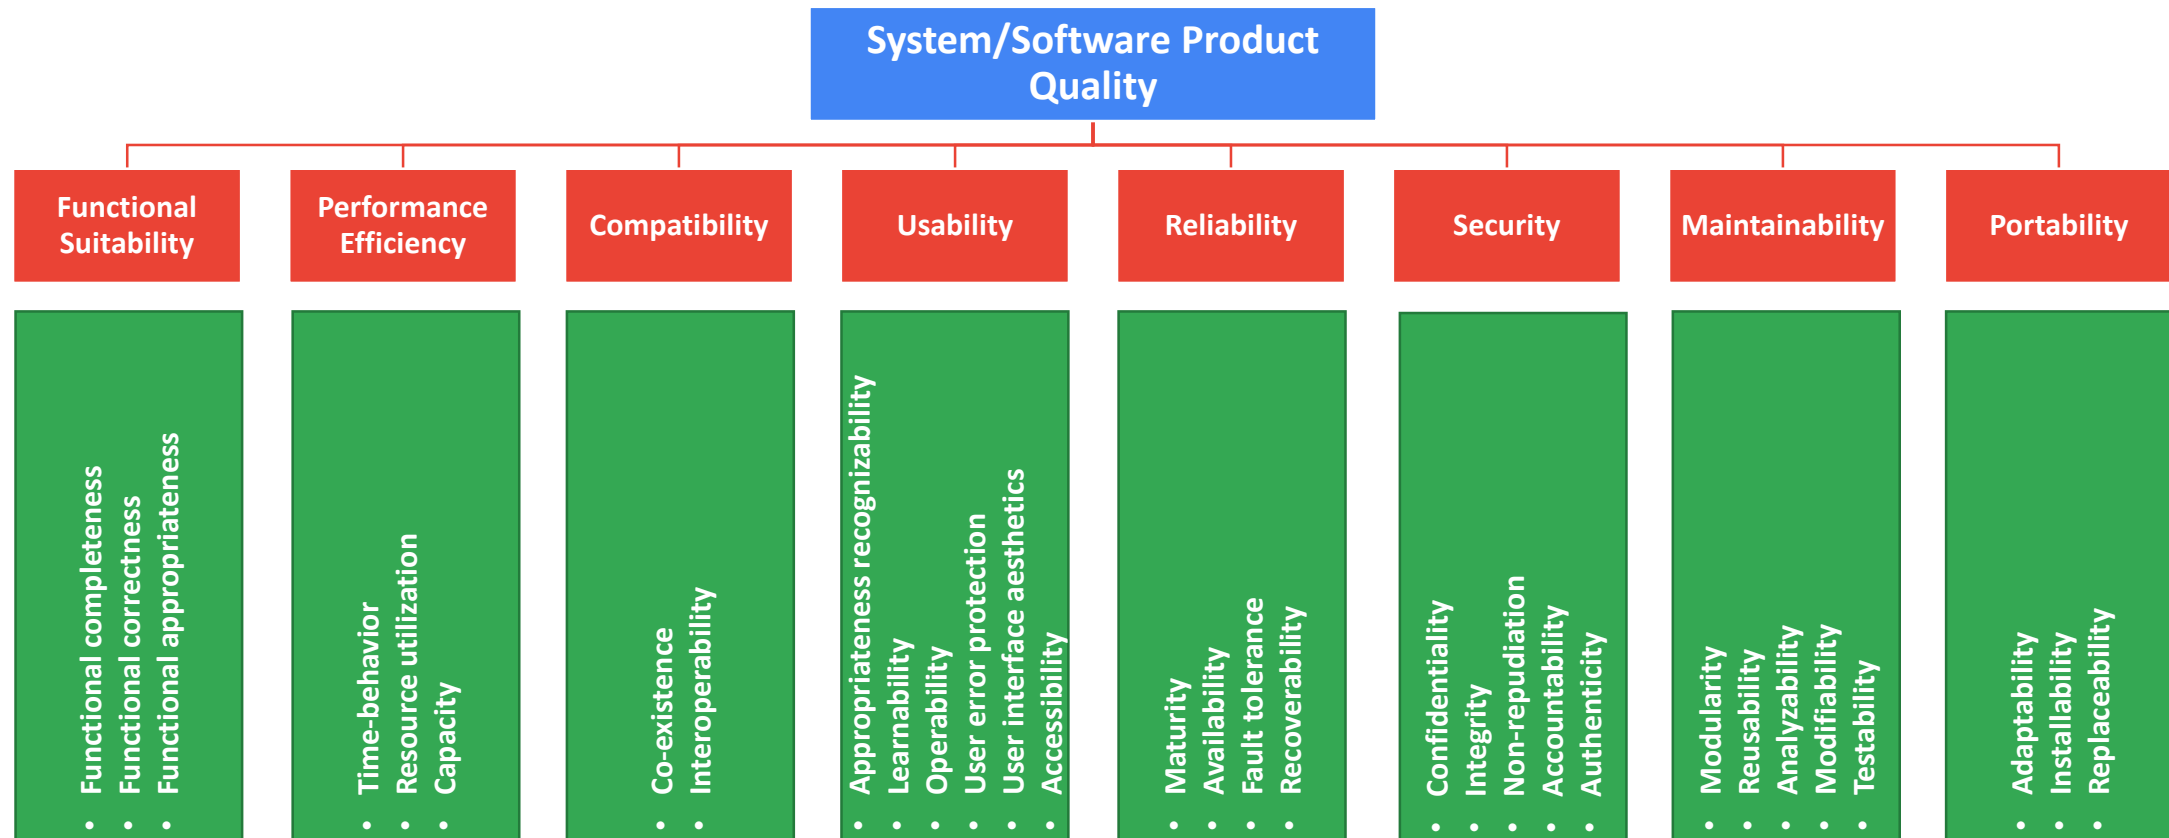 System/Software Product
Quality
Functional
Suitability
Performance
Efficiency
Compatibility
Usability
Reliability
Security
Maintainability
Portability
• Functional completeness
• Functional correctness
• Functional appropriateness
• Time-behavior
• Resource utilization
• Capacity
• Co-existence
• Interoperability
• Appropriateness recognizability
• Learnability
• Operability
• User error protection
• User interface aesthetics
• Accessibility
• Maturity
• Availability
• Fault tolerance
• Recoverability
• Confidentiality
• Integrity
• Non-repudiation
• Accountability
• Authenticity
• Modularity
• Reusability
• Analyzability
• Modifiability
• Testability
• Adaptability
• Installability
• Replaceability